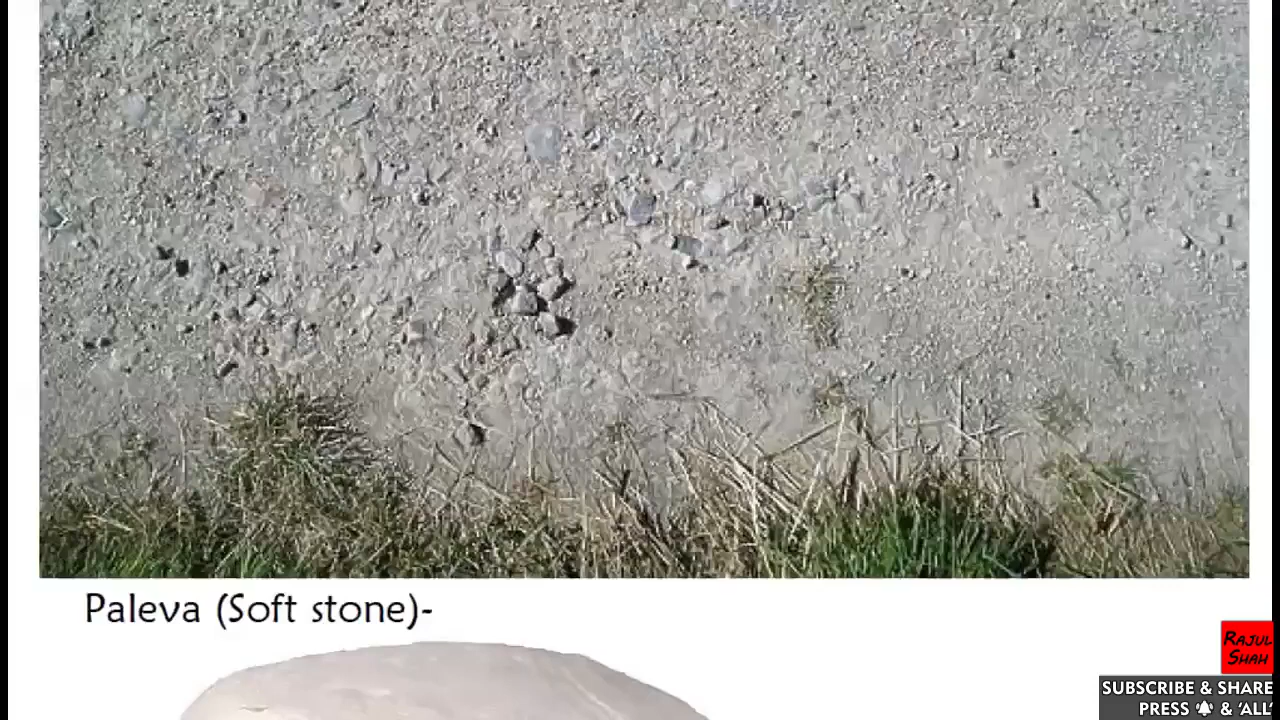 Paleva (Soft stone)-
RAJUL
SHAH
SUBSCRIBE & SHARE
PRESS 🔔 & 'ALL'